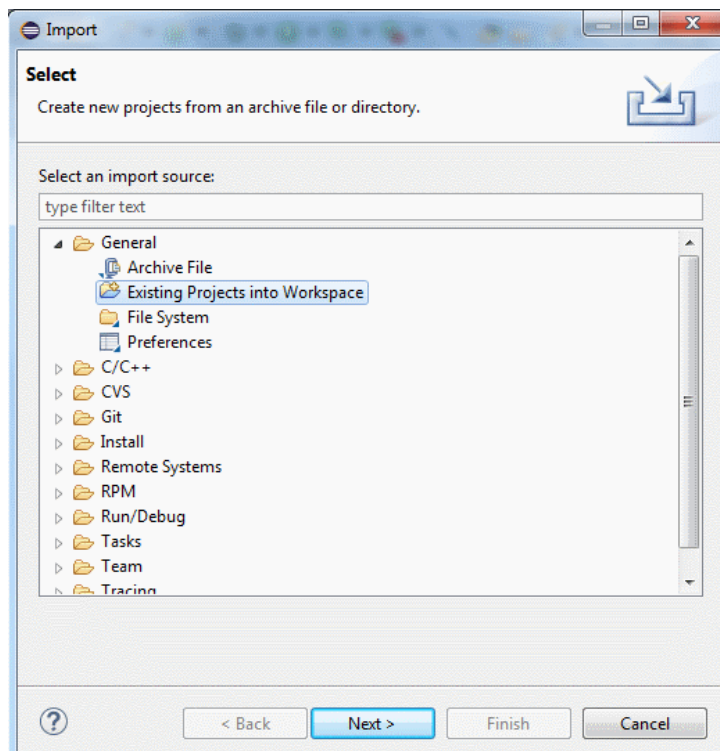 Import
Select
Create new projects from an archive file or directory.
Select an import source:
type filter text
General
Archive File
Existing Projects into Workspace
File System
Preferences
C/C++
CVS
Git
Install
Remote Systems
RPM
Run/Debug
Tasks
Team
Tracing
< Back Next > Finish Cancel